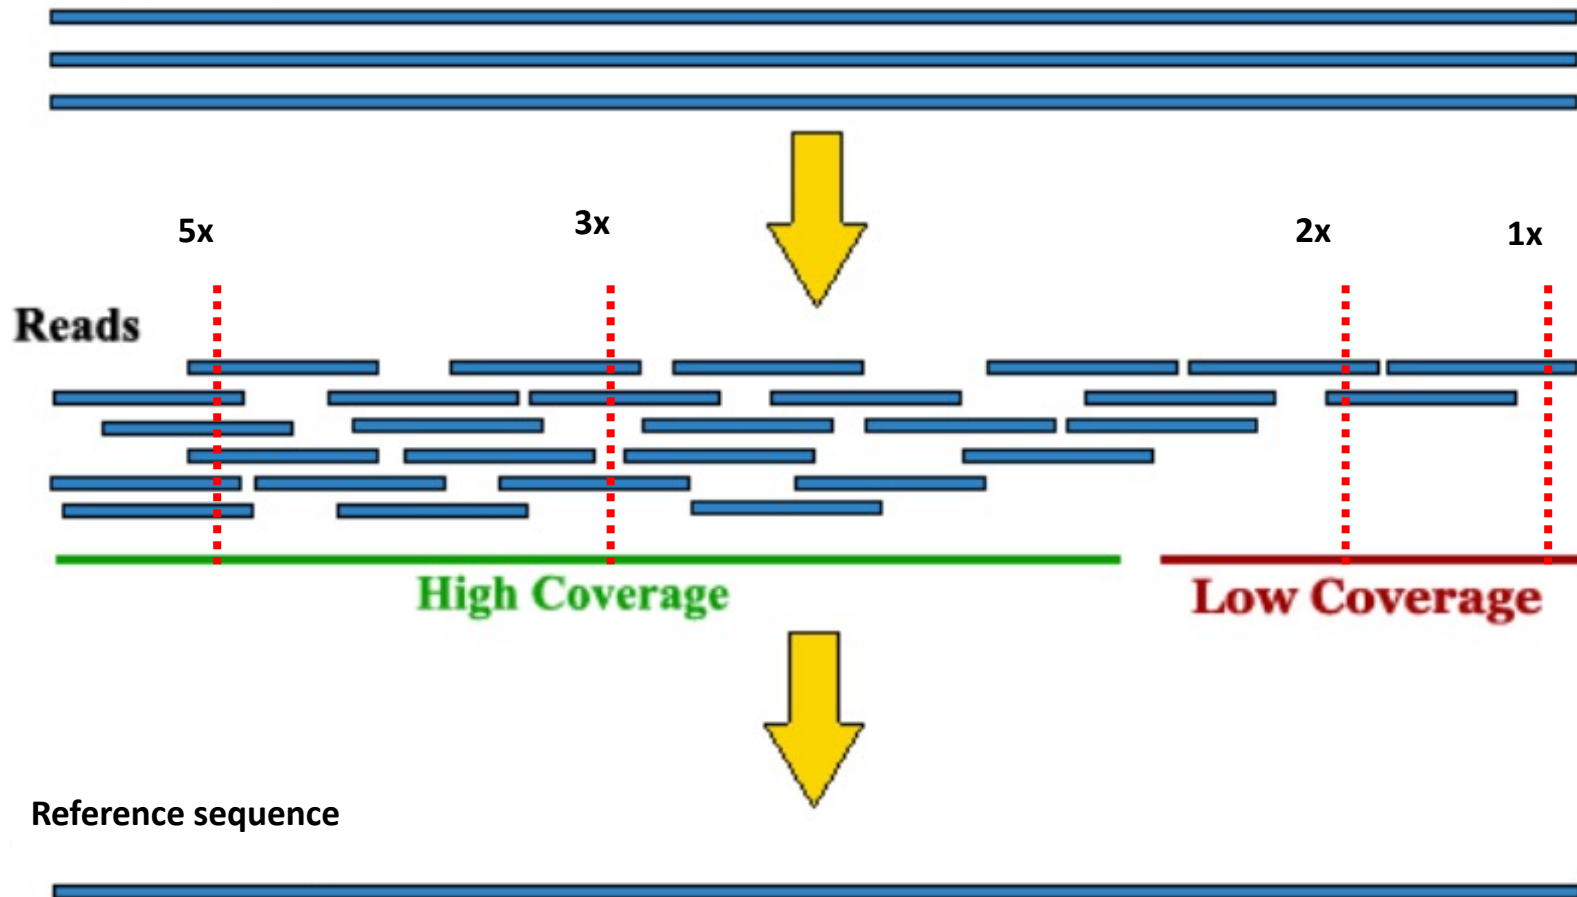 5x
3x
2x
1x
Reads
High Coverage
Low Coverage
Reference sequence